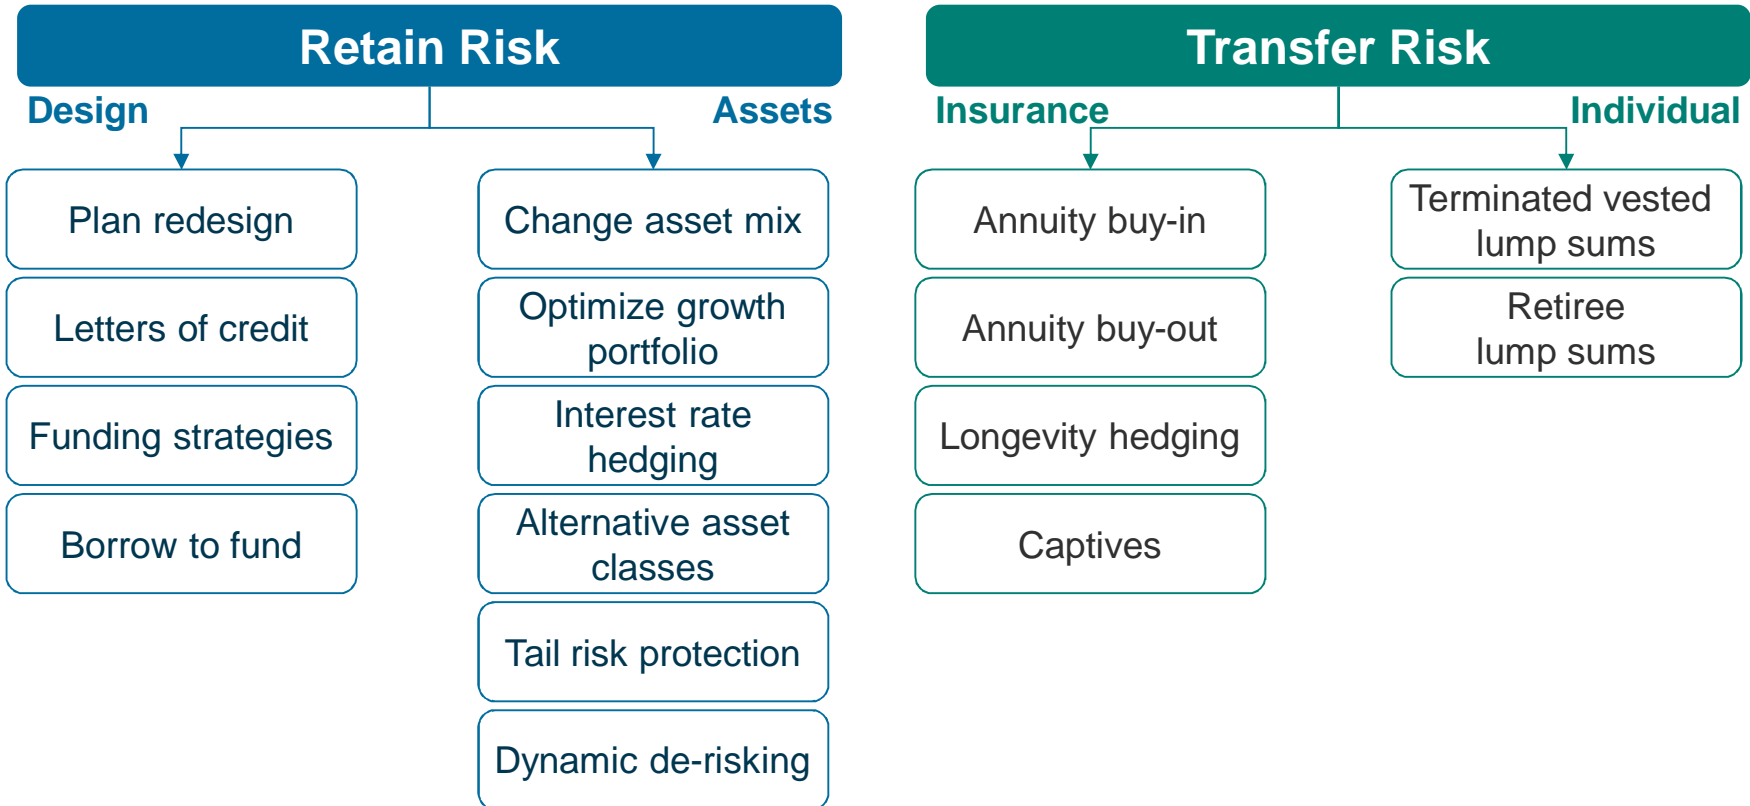 Retain Risk
Design
Assets
Plan redesign
Letters of credit
Funding strategies
Borrow to fund
Change asset mix
Optimize growth
portfolio
Interest rate
hedging
Alternative asset
classes
Tail risk protection
Dynamic de-risking
Transfer Risk
Insurance
Individual
Annuity buy-in
Annuity buy-out
Longevity hedging
Captives
Terminated vested
lump sums
Retiree
lump sums